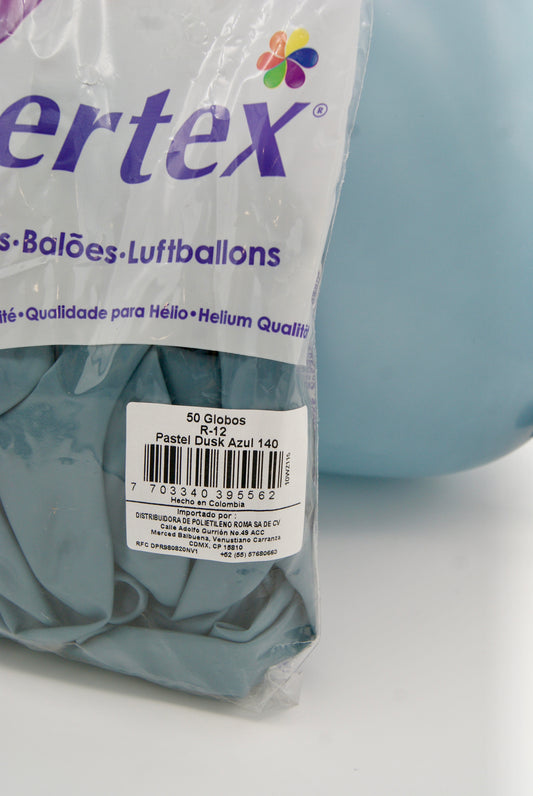 ertex®
s•Balões•Luftballons
ité•Qualidade para Hélio•Helium Qualität
50 Globos
R-12
Pastel Dusk Azul 140
10W2115
7 703340 395562
Hecho en Colombia
Importado por :
DISTRIBUIDORA DE POLIETILENO ROMA SA DE CV
Calle Adolfo Gurrión No.49 ACC
Merced Balbuena, Venustiano Carranza
CDMX, CP 15810
RFC DPR980820NV1 +52 (55) 57680660